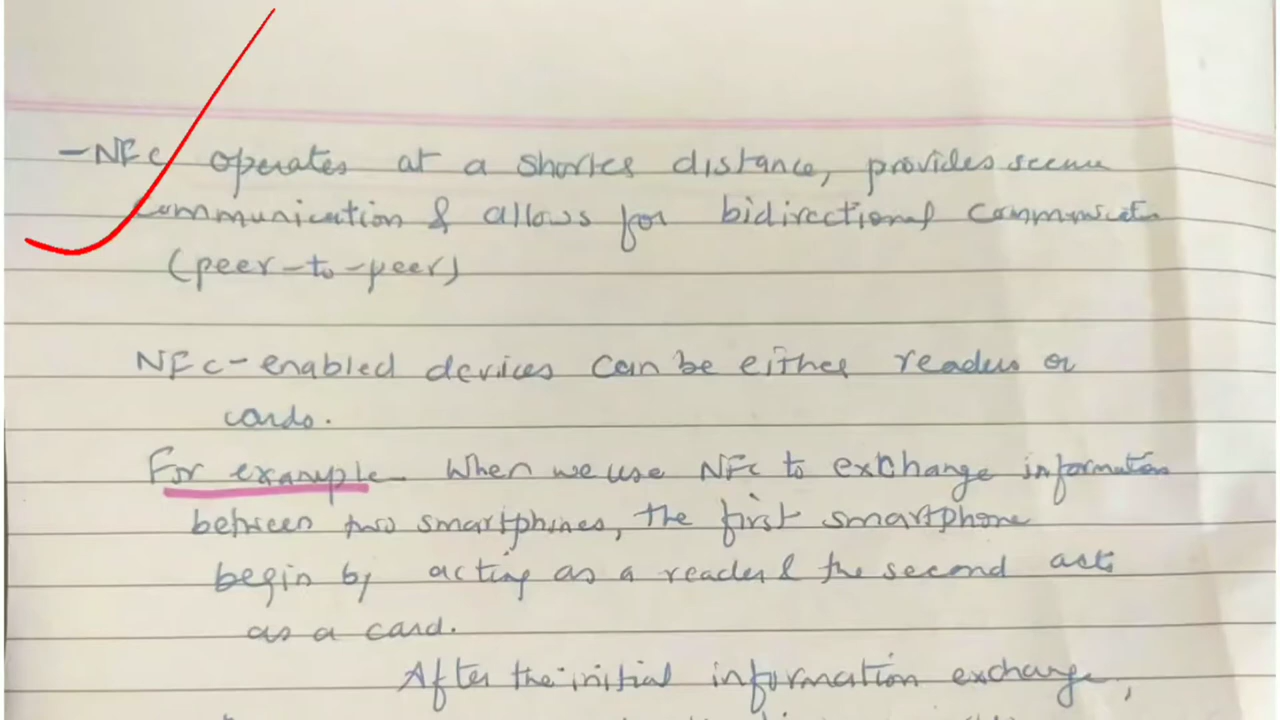 - NFC operates at a shorter distance, provides secure
communication & allows for bidirectional communication
(peer-to-peer)
NFC-enabled devices can be either readers or
cards.
For example When we use NFC to exchange information
between two smartphones, the first smartphone
begin by acting as a reader & the second acts
as a card.
After the initial information exchange,